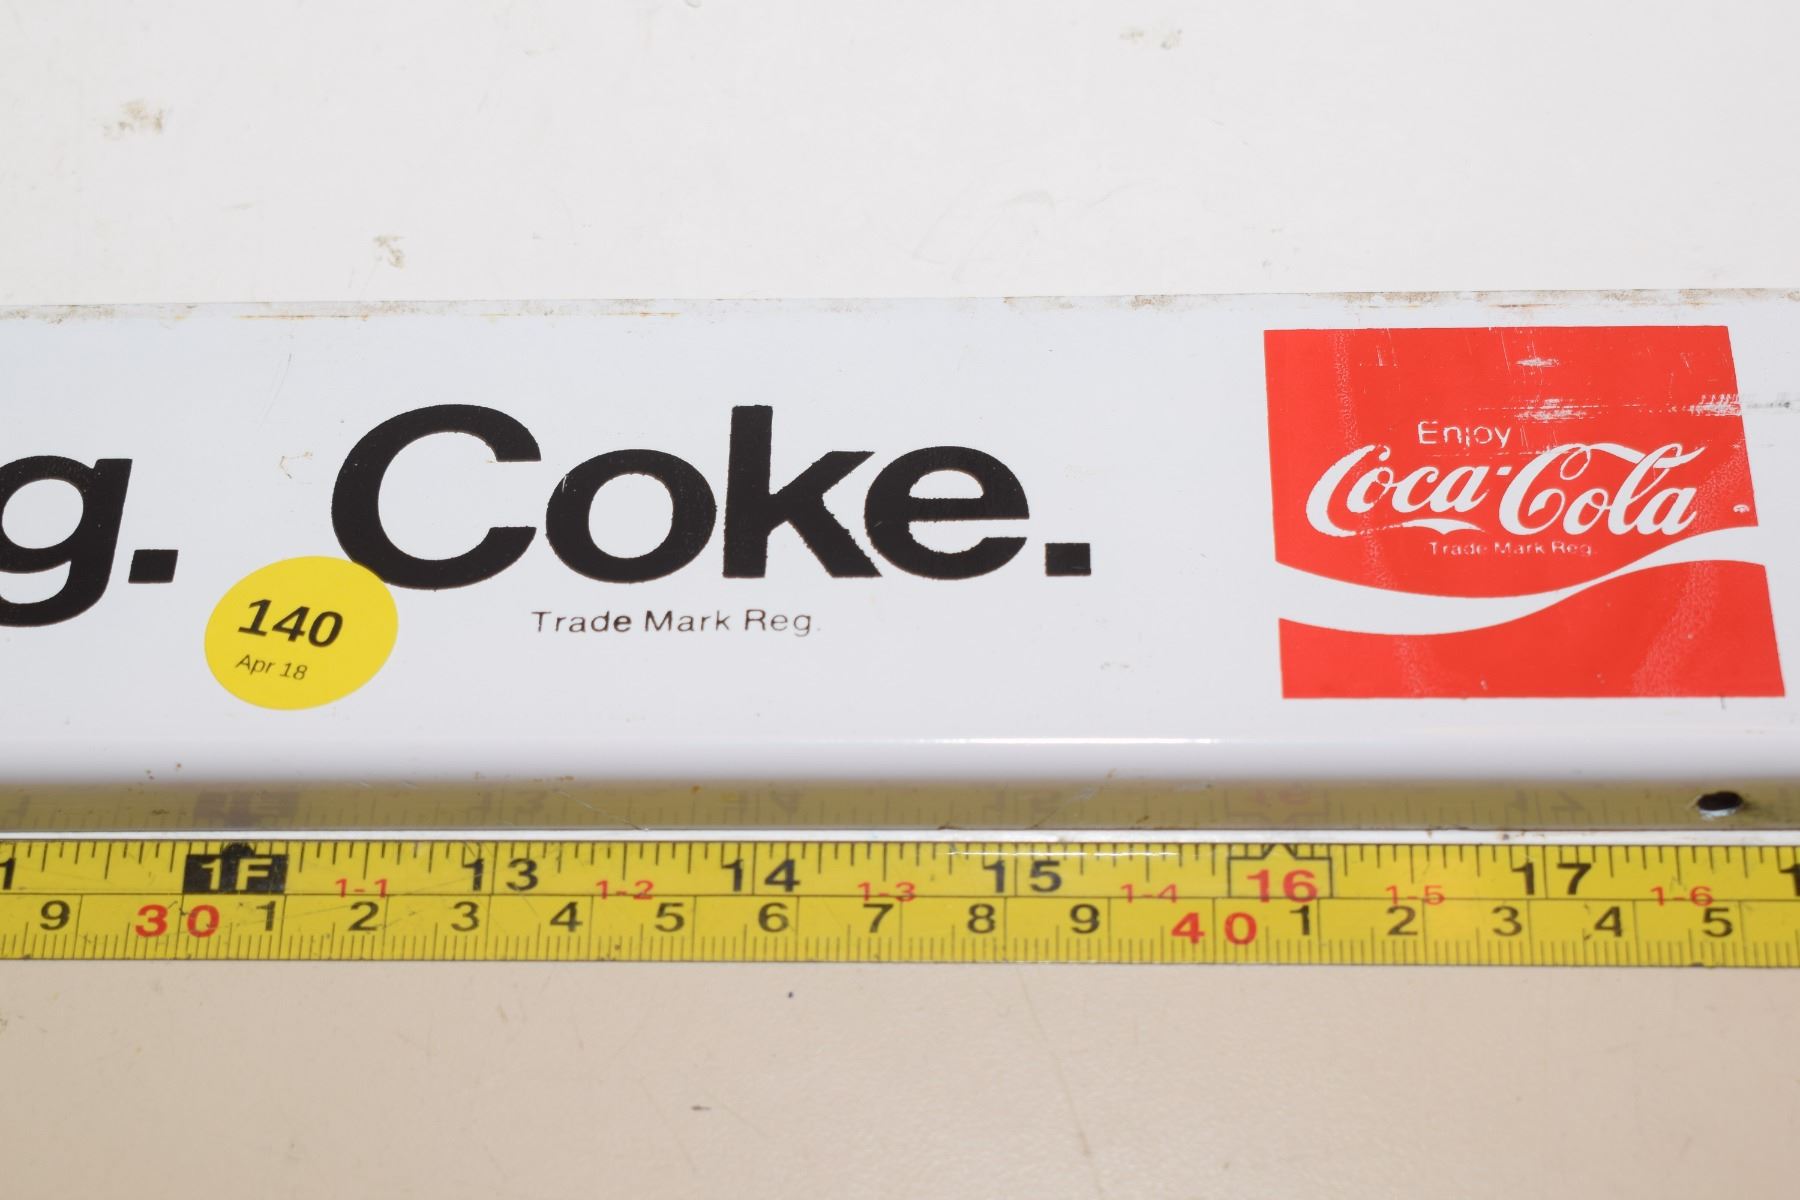 g. Coke.
Trade Mark Reg.
140
Apr 18
Enjoy
Coca-Cola
Trade Mark Reg.
1 1F 1-1 13 1-2 14 1-3 15 1-4 16 1-5 17 1-6 1
9 30 1 2 3 4 5 6 7 8 9 40 1 2 3 4 5